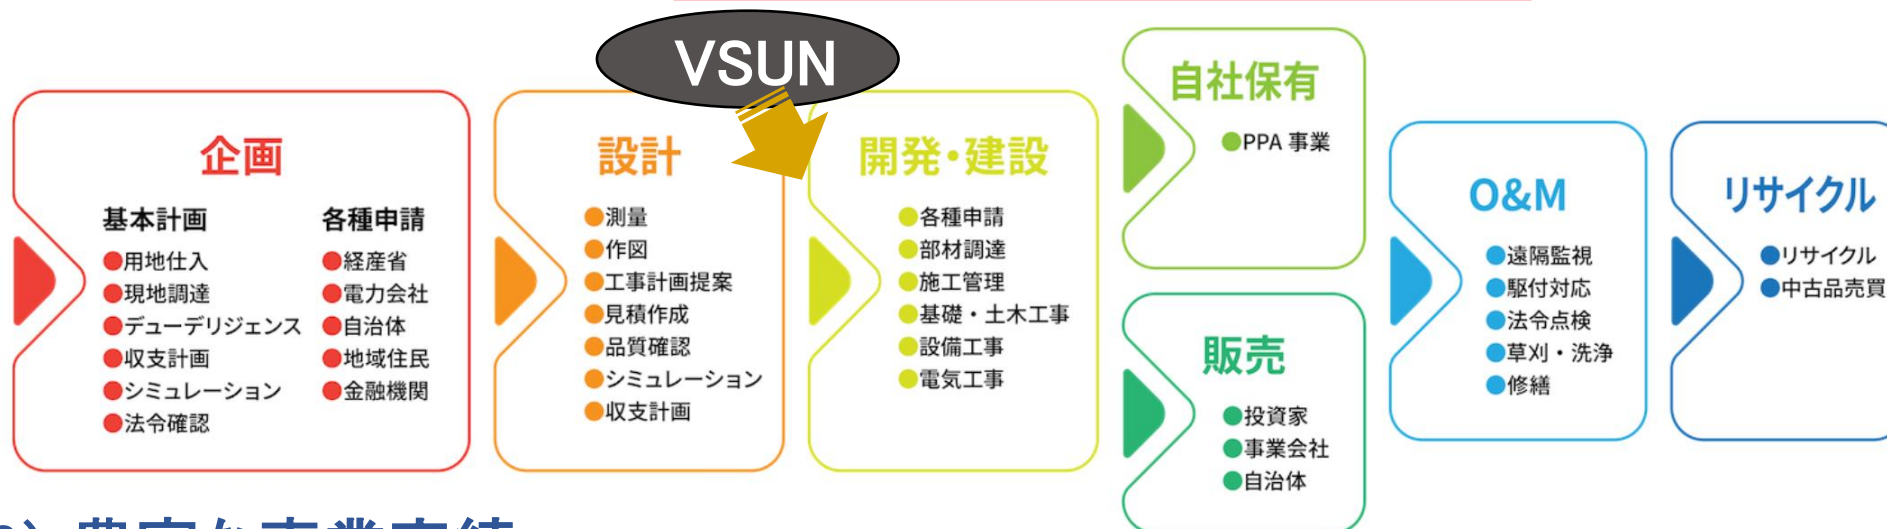 VSUN
企画
基本計画
●用地仕入
●現地調達
●デューデリジェンス
●収支計画
●シミュレーション
●法令確認
各種申請
●経産省
●電力会社
●自治体
●地域住民
●金融機関
設計
●測量
●作図
●工事計画提案
●見積作成
●品質確認
●シミュレーション
●収支計画
開発・建設
●各種申請
●部材調達
●施工管理
●基礎・土木工事
●設備工事
●電気工事
自社保有
●PPA 事業
販売
●投資家
●事業会社
●自治体
O&M
●遠隔監視
●駆付対応
●法令点検
●草刈・洗浄
●修繕
リサイクル
●リサイクル
●中古品売買